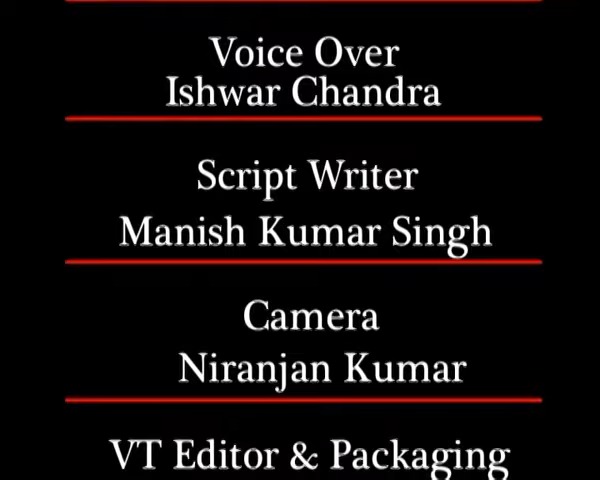 Voice Over
Ishwar Chandra
Script Writer
Manish Kumar Singh
Camera
Niranjan Kumar
VT Editor & Packaging